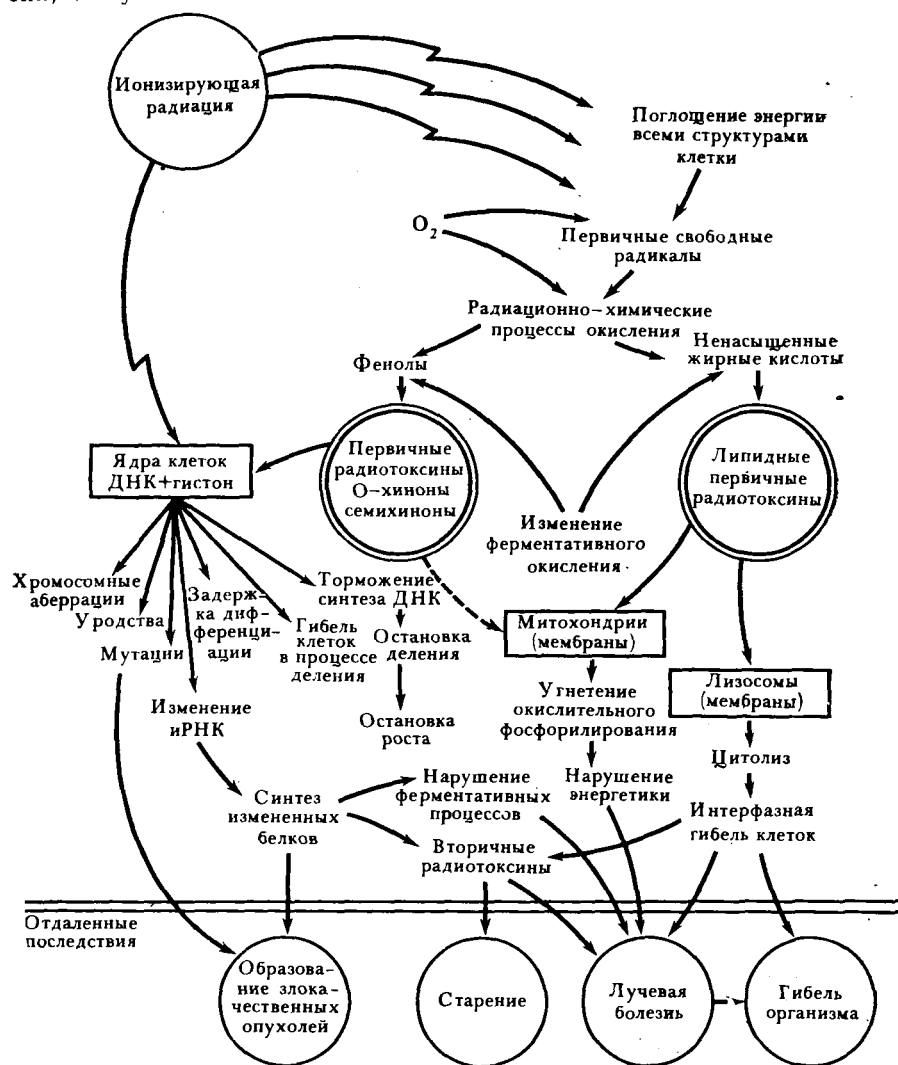 Ионизирующая
радиация
Поглощение энергии
всеми структурами
клетки
O₂
Первичные свободные
радикалы
Радиационно-химические
процессы окисления
Ненасыщенные
жирные кислоты
Фенолы
Ядра клеток
ДНК+гистон
Первичные
радиотоксины
О-хиноны
семихиноны
Липидные
первичные
радиотоксины
Изменение
ферментативного
окисления
Хромосомные
аберрации
Уродства
Мутации
Задерж-
ка диф-
ференци-
ации
Гибель
клеток
в процессе
деления
Торможение
синтеза ДНК
Остановка
деления
Остановка
роста
Митохондрии
(мембраны)
Лизосомы
(мембраны)
Изменение
иРНК
Угнетение
окислительного
фосфорилирования
Цитолиз
Синтез
измененных
белков
Нарушение
ферментативных
процессов
Нарушение
энергетики
Интерфазная
гибель клеток
Вторичные
радиотоксины
Отдаленные
последствия
Образова-
ние злока-
чественных
опухолей
Старение
Лучевая
болезнь
Гибель
организма